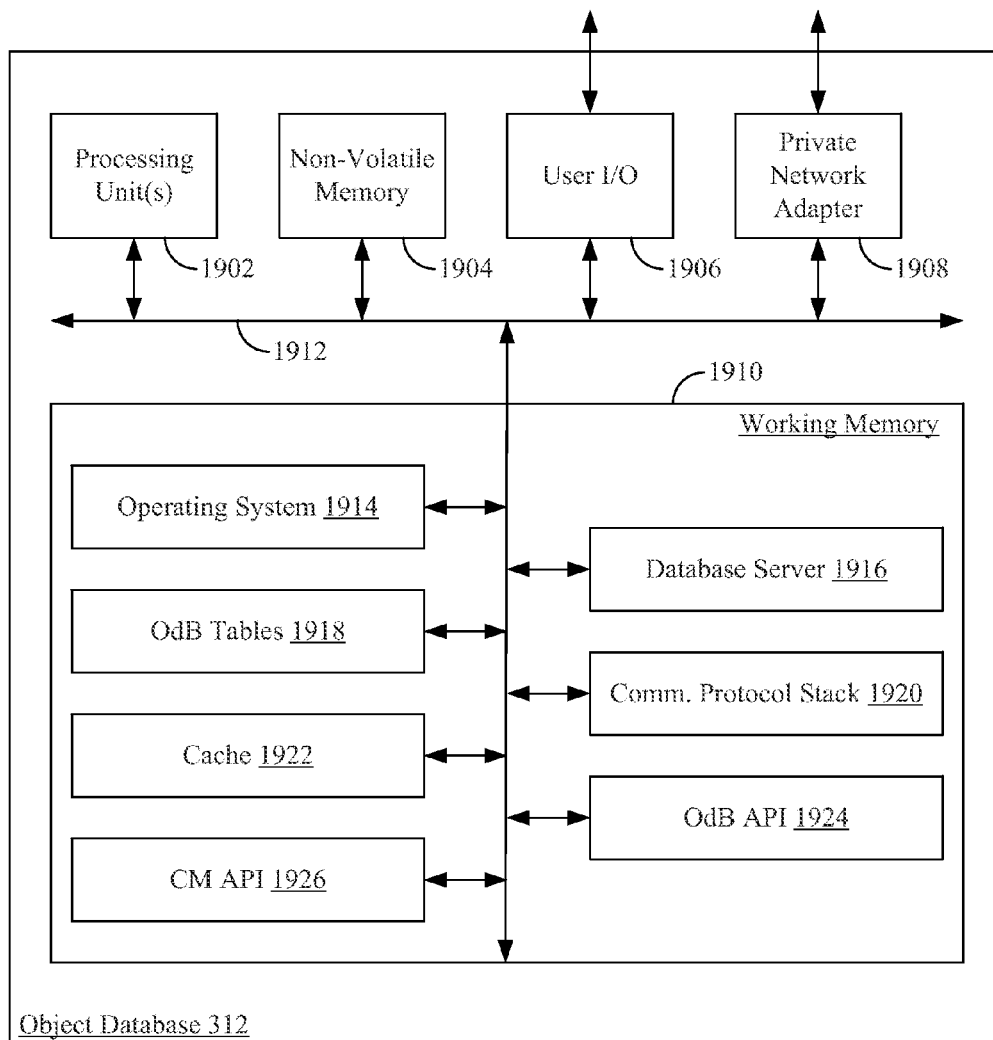 Processing
Unit(s)
Non-Volatile
Memory
User I/O
Private
Network
Adapter
1902
1904
1906
1908
1912
1910
Working Memory
Operating System 1914
Database Server 1916
OdB Tables 1918
Comm. Protocol Stack 1920
Cache 1922
OdB API 1924
CM API 1926
Object Database 312